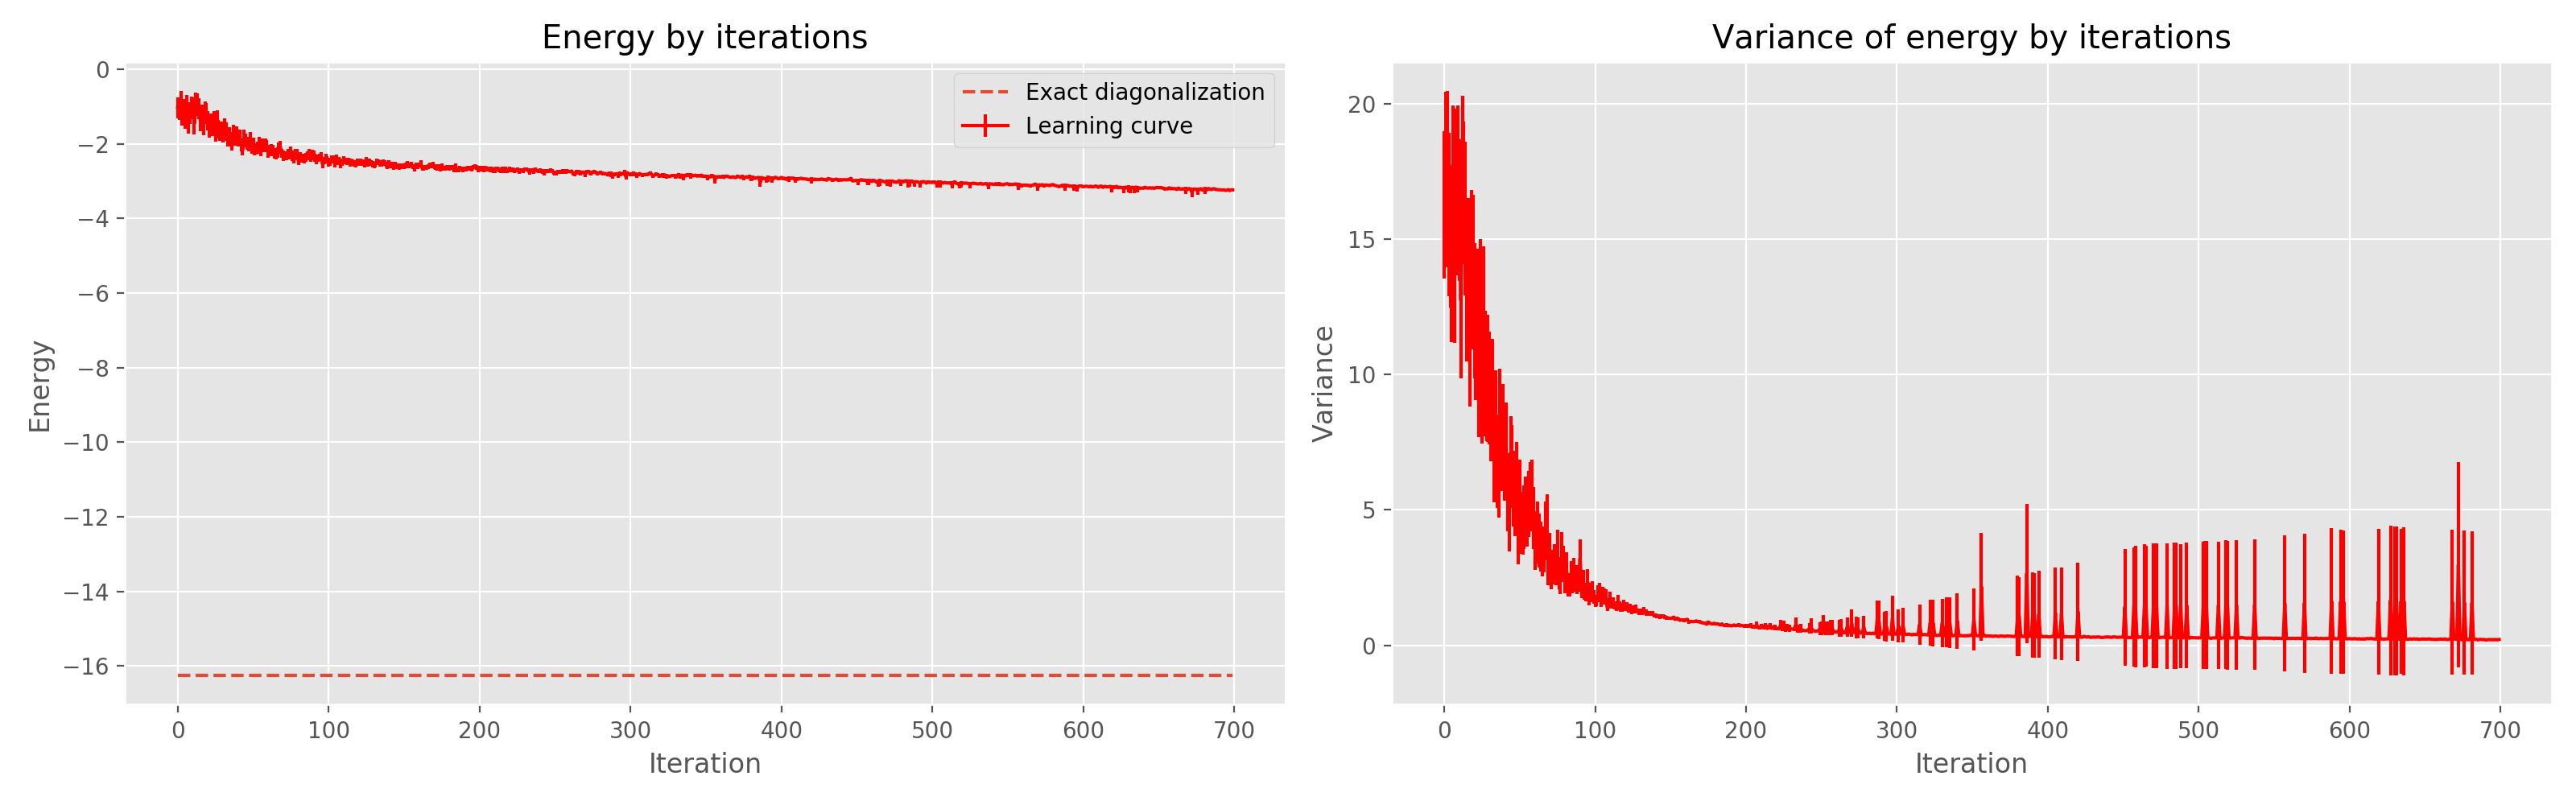 Energy by iterations
Exact diagonalization
Learning curve
0
−2
−4
−6
−8
−10
−12
−14
−16
Energy
0 100 200 300 400 500 600 700
Iteration
Variance of energy by iterations
20
15
10
5
0
Variance
0 100 200 300 400 500 600 700
Iteration